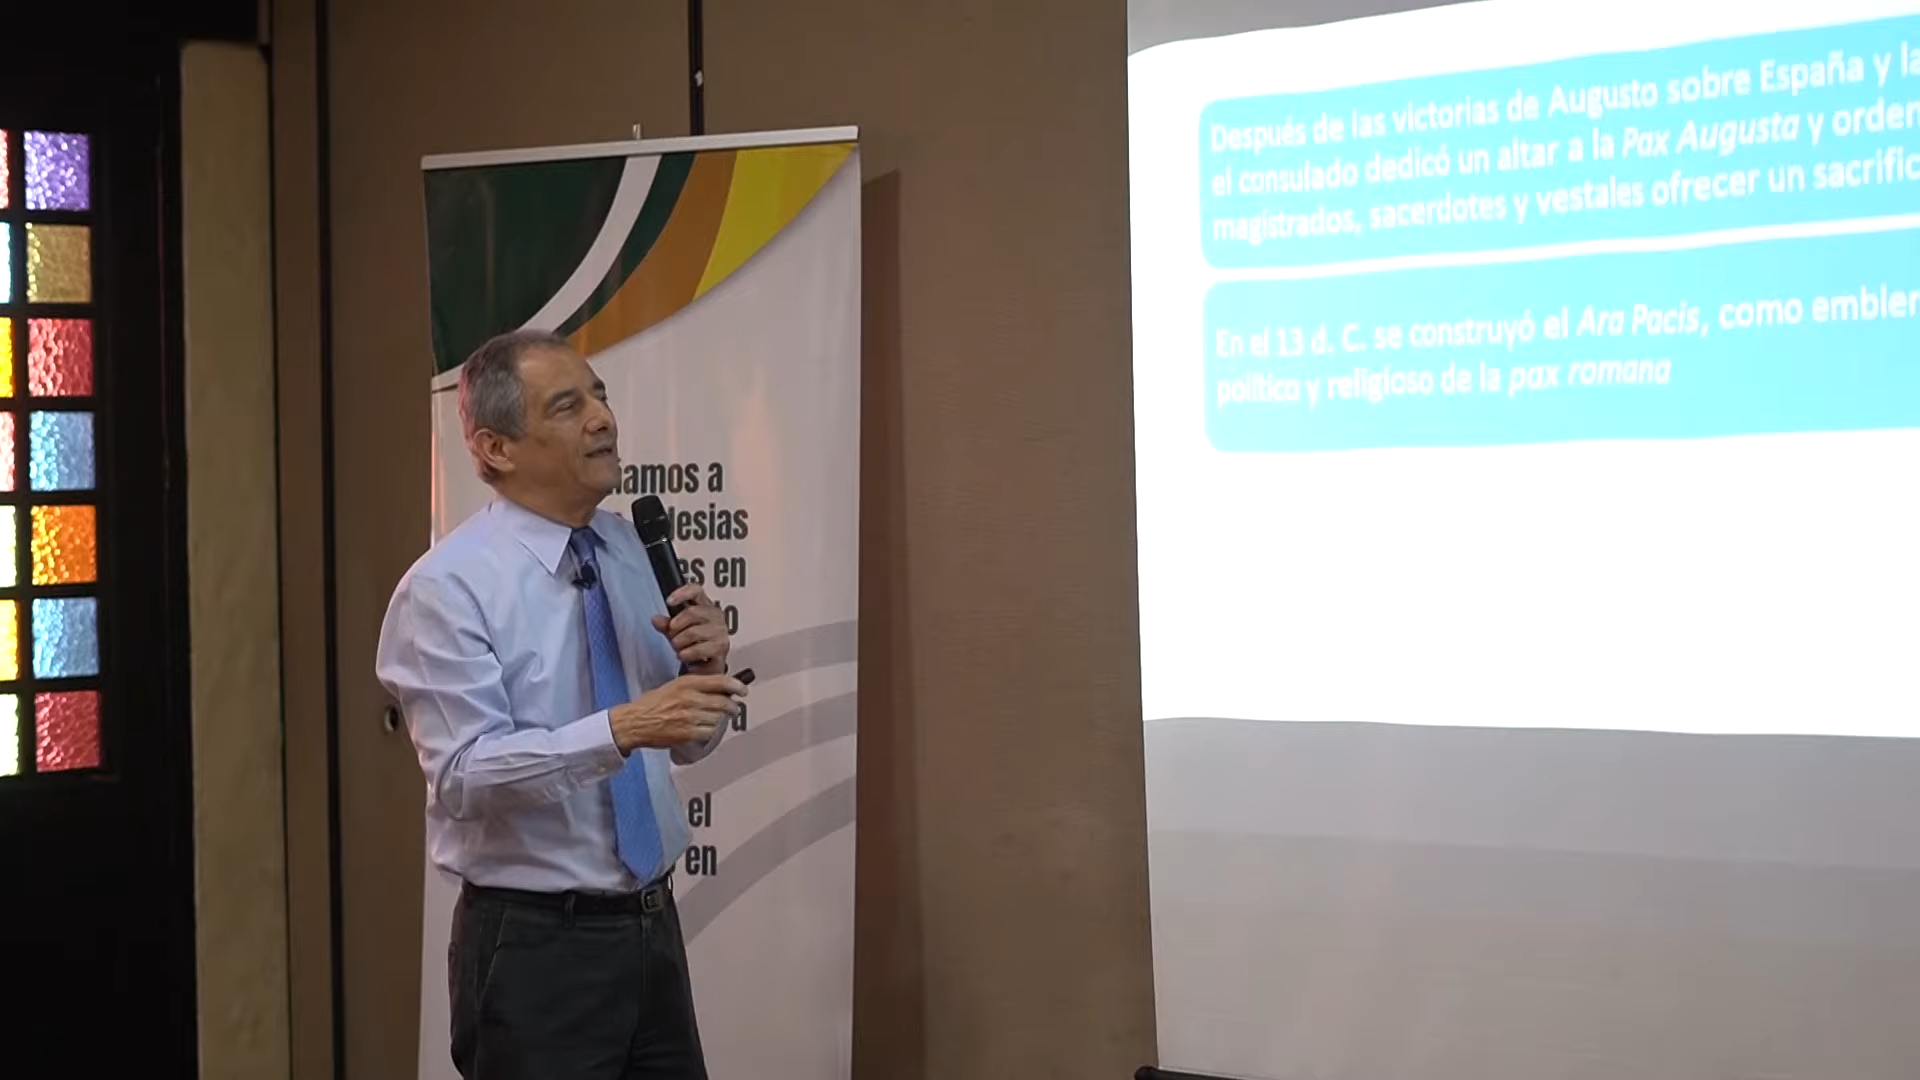 Después de las victorias de Augusto sobre España y la
el consulado dedicó un altar a la Pax Augusta y orden
magistrados, sacerdotes y vestales ofrecer un sacrific
En el 13 d. C. se construyó el Ara Pacis, como emblem
político y religioso de la pax romana
amos a
lesias
es en
o
a
el
en